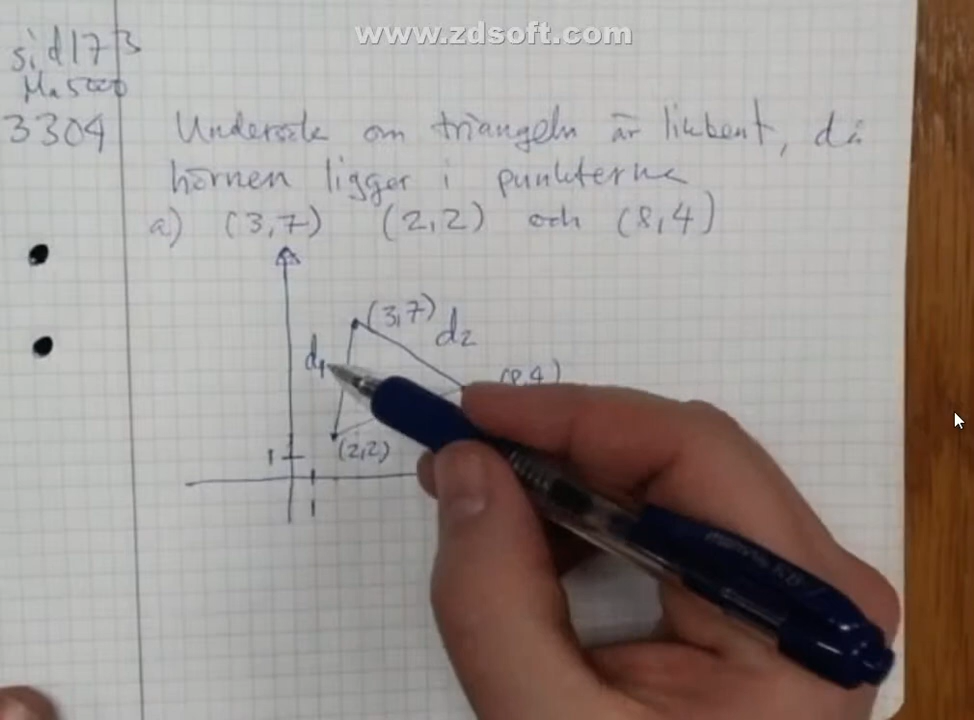 www.zdsoft.com
sid 173
Ma 5000
3304
Undersök om triangeln är likbent, då
hörnen ligger i punkterna
a) (3,7) (2,2) och (8,4)
(3,7)
d2
d1
(8,4)
(2,2)
1
1